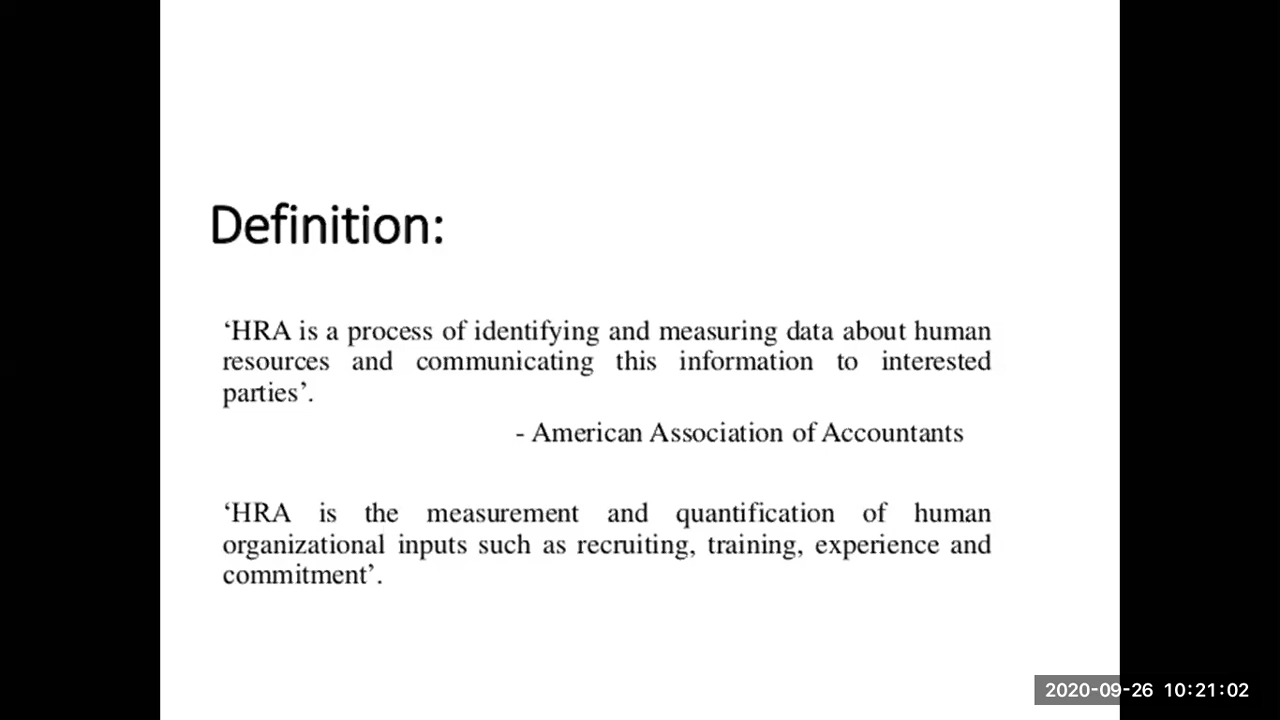 Definition:
‘HRA is a process of identifying and measuring data about human
resources and communicating this information to interested
parties’.
- American Association of Accountants
‘HRA is the measurement and quantification of human
organizational inputs such as recruiting, training, experience and
commitment’.
2020-09-26 10:21:02